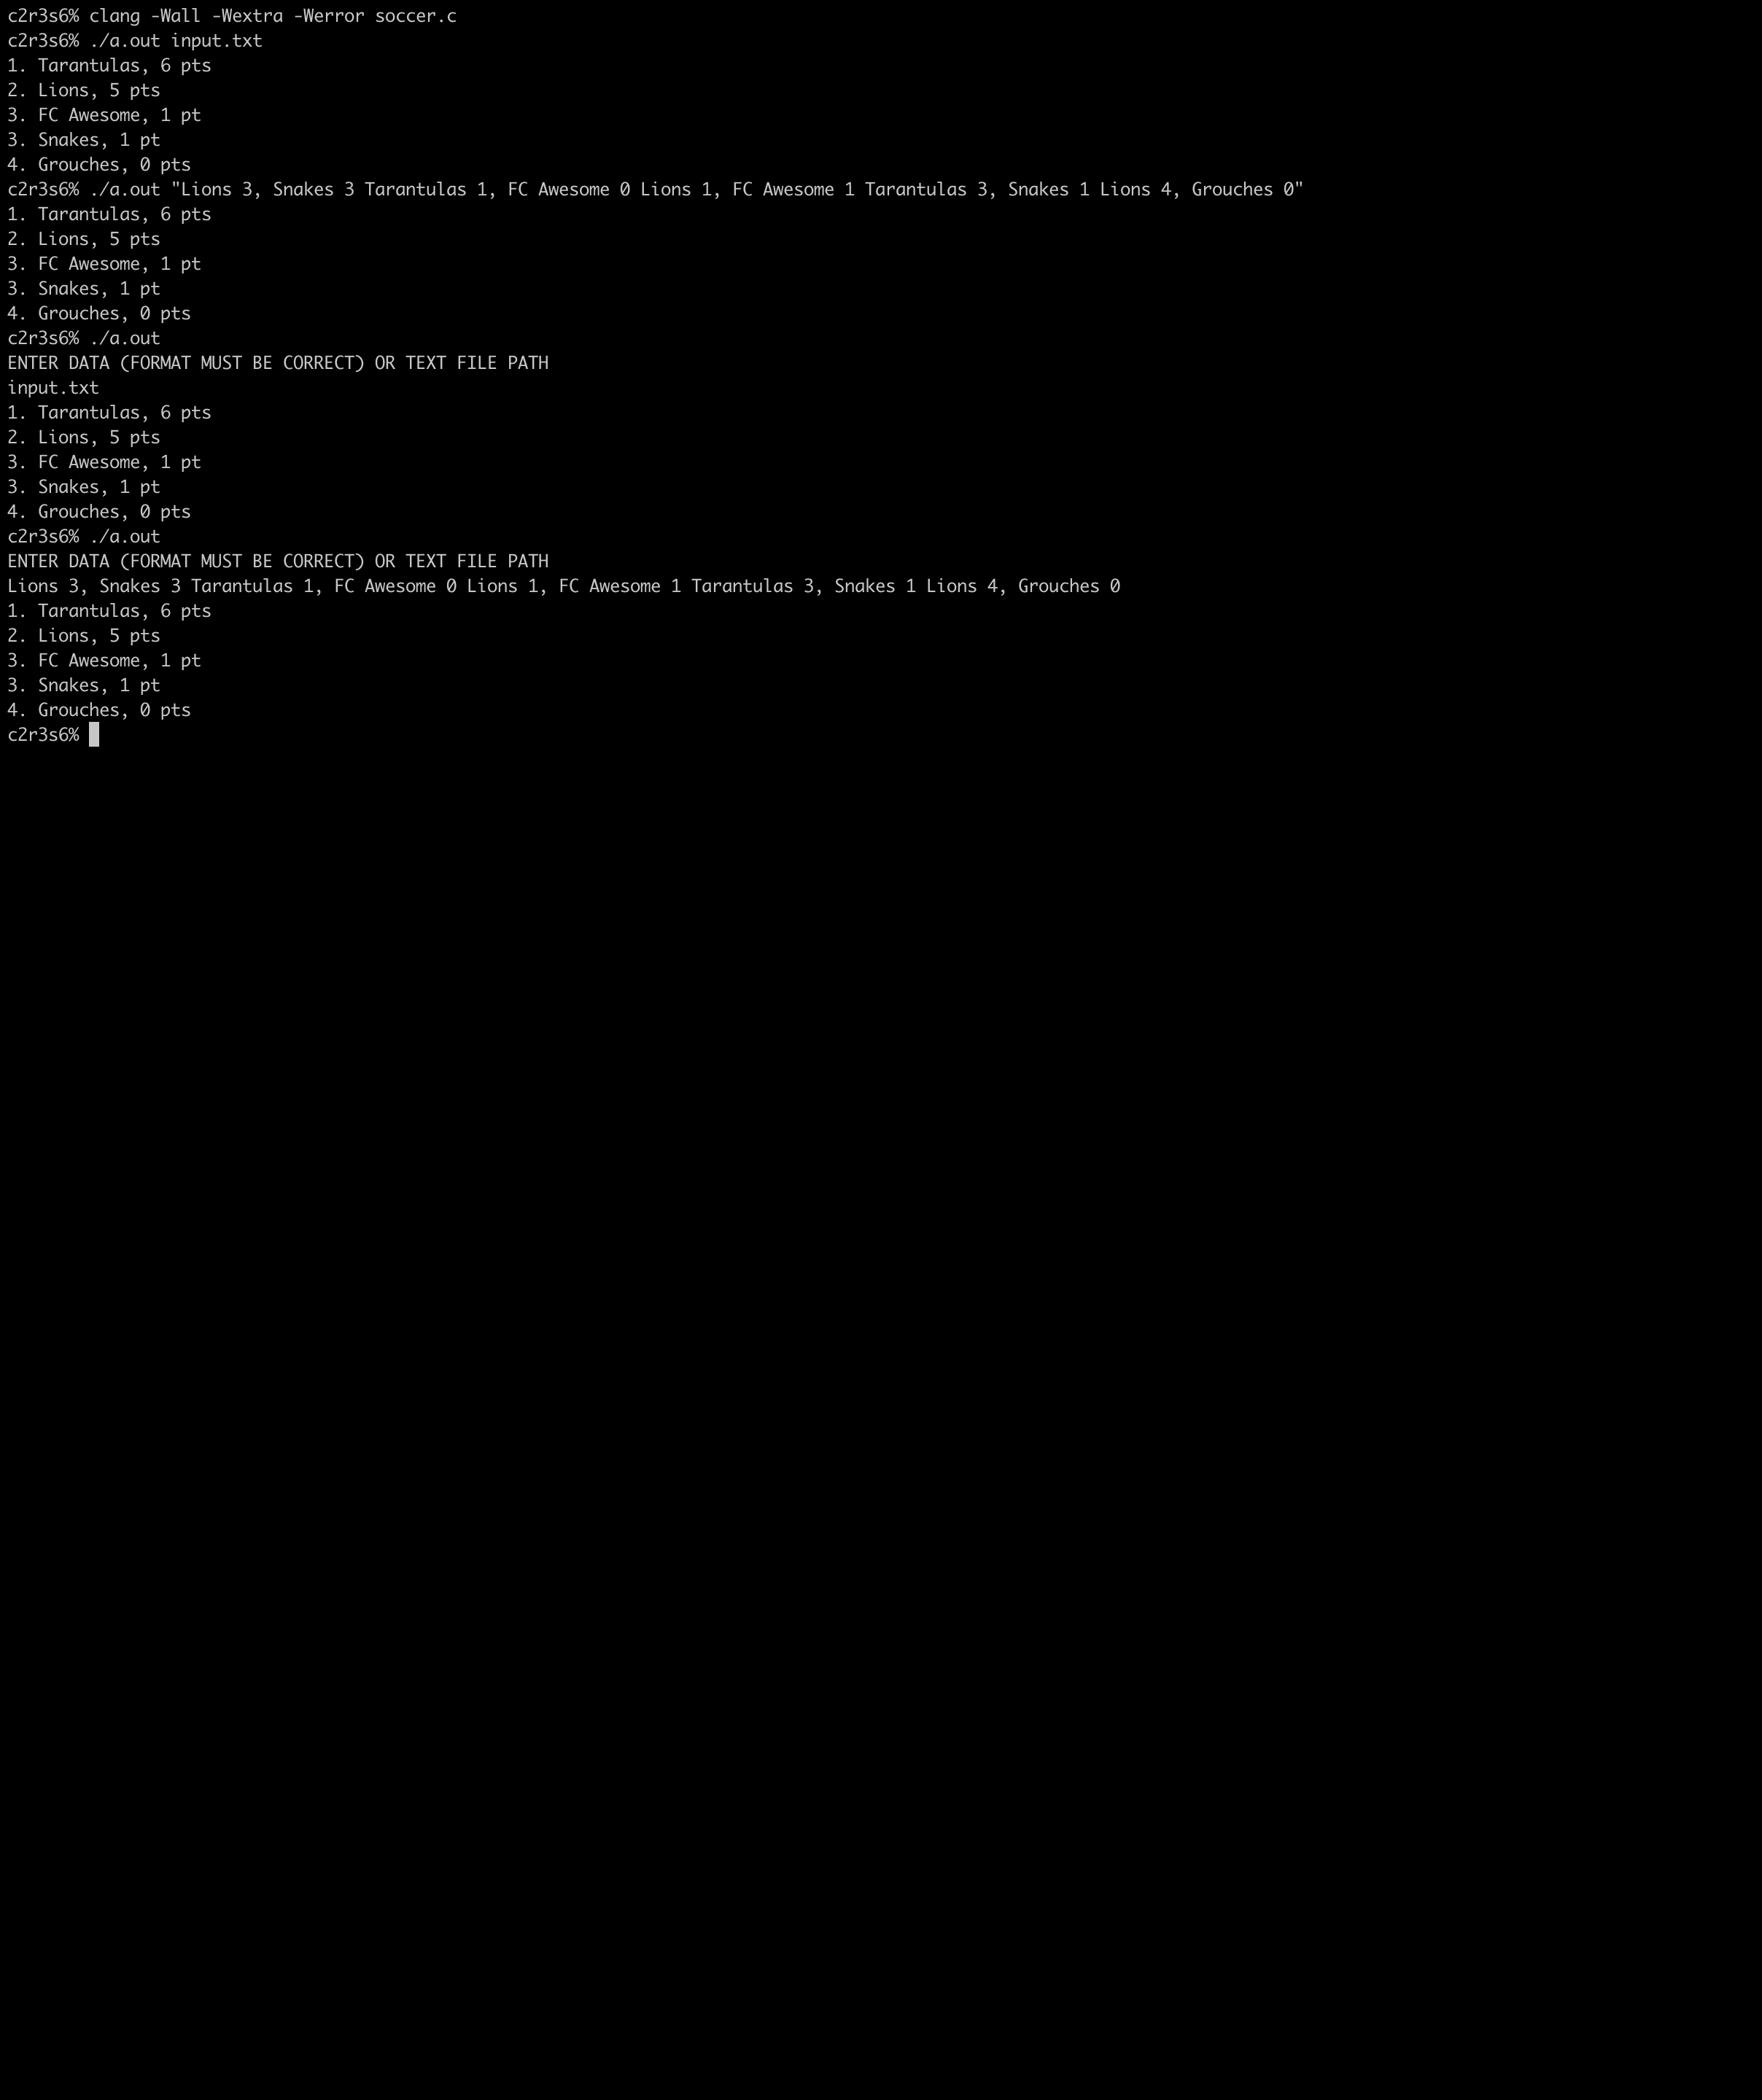 c2r3s6% clang -Wall -Wextra -Werror soccer.c
c2r3s6% ./a.out input.txt
1. Tarantulas, 6 pts
2. Lions, 5 pts
3. FC Awesome, 1 pt
3. Snakes, 1 pt
4. Grouches, 0 pts
c2r3s6% ./a.out "Lions 3, Snakes 3 Tarantulas 1, FC Awesome 0 Lions 1, FC Awesome 1 Tarantulas 3, Snakes 1 Lions 4, Grouches 0"
1. Tarantulas, 6 pts
2. Lions, 5 pts
3. FC Awesome, 1 pt
3. Snakes, 1 pt
4. Grouches, 0 pts
c2r3s6% ./a.out
ENTER DATA (FORMAT MUST BE CORRECT) OR TEXT FILE PATH
input.txt
1. Tarantulas, 6 pts
2. Lions, 5 pts
3. FC Awesome, 1 pt
3. Snakes, 1 pt
4. Grouches, 0 pts
c2r3s6% ./a.out
ENTER DATA (FORMAT MUST BE CORRECT) OR TEXT FILE PATH
Lions 3, Snakes 3 Tarantulas 1, FC Awesome 0 Lions 1, FC Awesome 1 Tarantulas 3, Snakes 1 Lions 4, Grouches 0
1. Tarantulas, 6 pts
2. Lions, 5 pts
3. FC Awesome, 1 pt
3. Snakes, 1 pt
4. Grouches, 0 pts
c2r3s6%